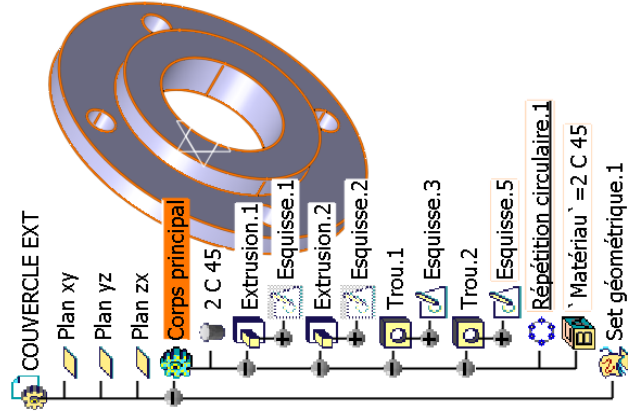 COUVERCLE EXT
Plan xy
Plan yz
Plan zx
Corps principal
2 C 45
Extrusion.1
Esquisse.1
Extrusion.2
Esquisse.2
Trou.1
Esquisse.3
Trou.2
Esquisse.5
Répétition circulaire.1
`Matériau`=2 C 45
Set géométrique.1